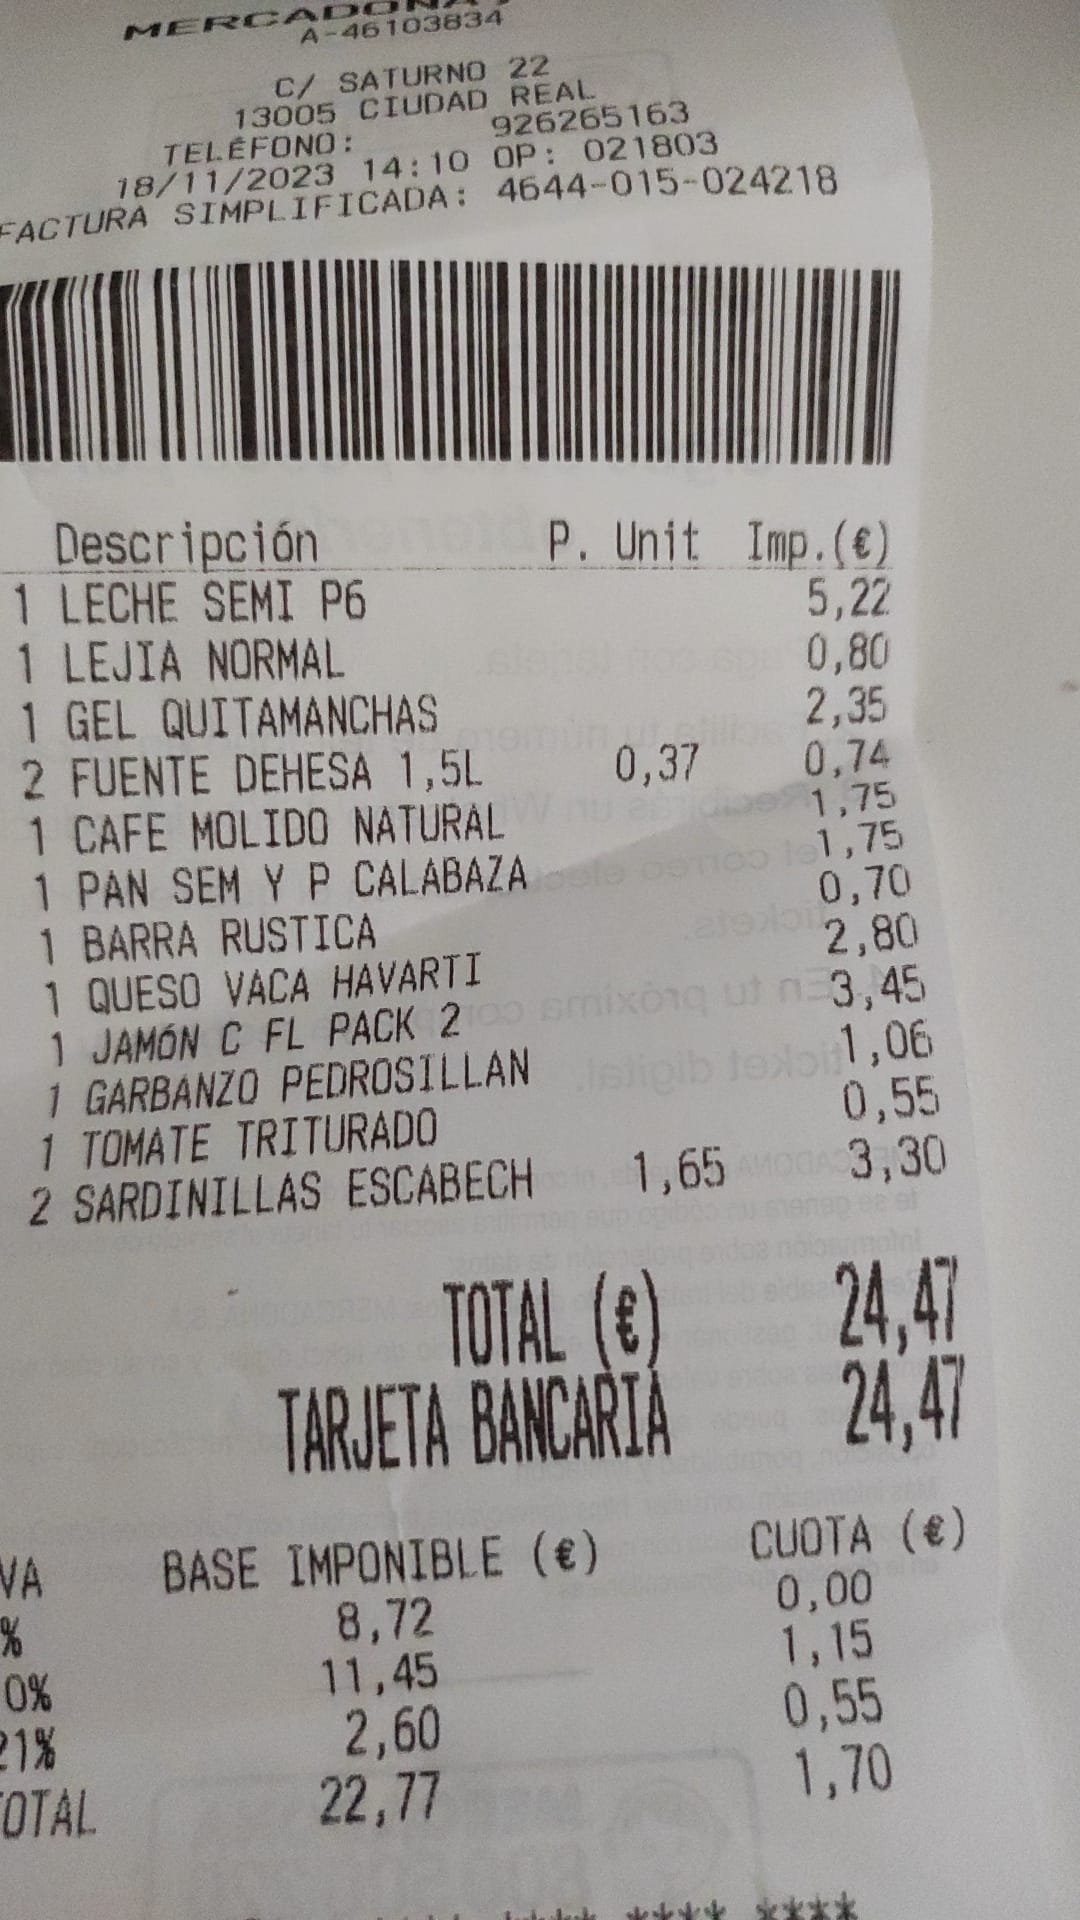 MERCADONA
A-46103834
C/ SATURNO 22
13005 CIUDAD REAL
TELÉFONO: 926265163
18/11/2023 14:10 OP: 021803
FACTURA SIMPLIFICADA: 4644-015-024218
Descripción P. Unit Imp.(€)
1 LECHE SEMI P6 5,22
1 LEJIA NORMAL 0,80
1 GEL QUITAMANCHAS 2,35
2 FUENTE DEHESA 1,5L 0,37 0,74
1 CAFE MOLIDO NATURAL 1,75
1 PAN SEM Y P CALABAZA 1,75
1 BARRA RUSTICA 0,70
1 QUESO VACA HAVARTI 2,80
1 JAMÓN C FL PACK 2 3,45
1 GARBANZO PEDROSILLAN 1,06
1 TOMATE TRITURADO 0,55
2 SARDINILLAS ESCABECH 1,65 3,30
TOTAL (€) 24,47
TARJETA BANCARIA 24,47
VA BASE IMPONIBLE (€) CUOTA (€)
% 8,72 0,00
0% 11,45 1,15
21% 2,60 0,55
OTAL 22,77 1,70
**** **** ****